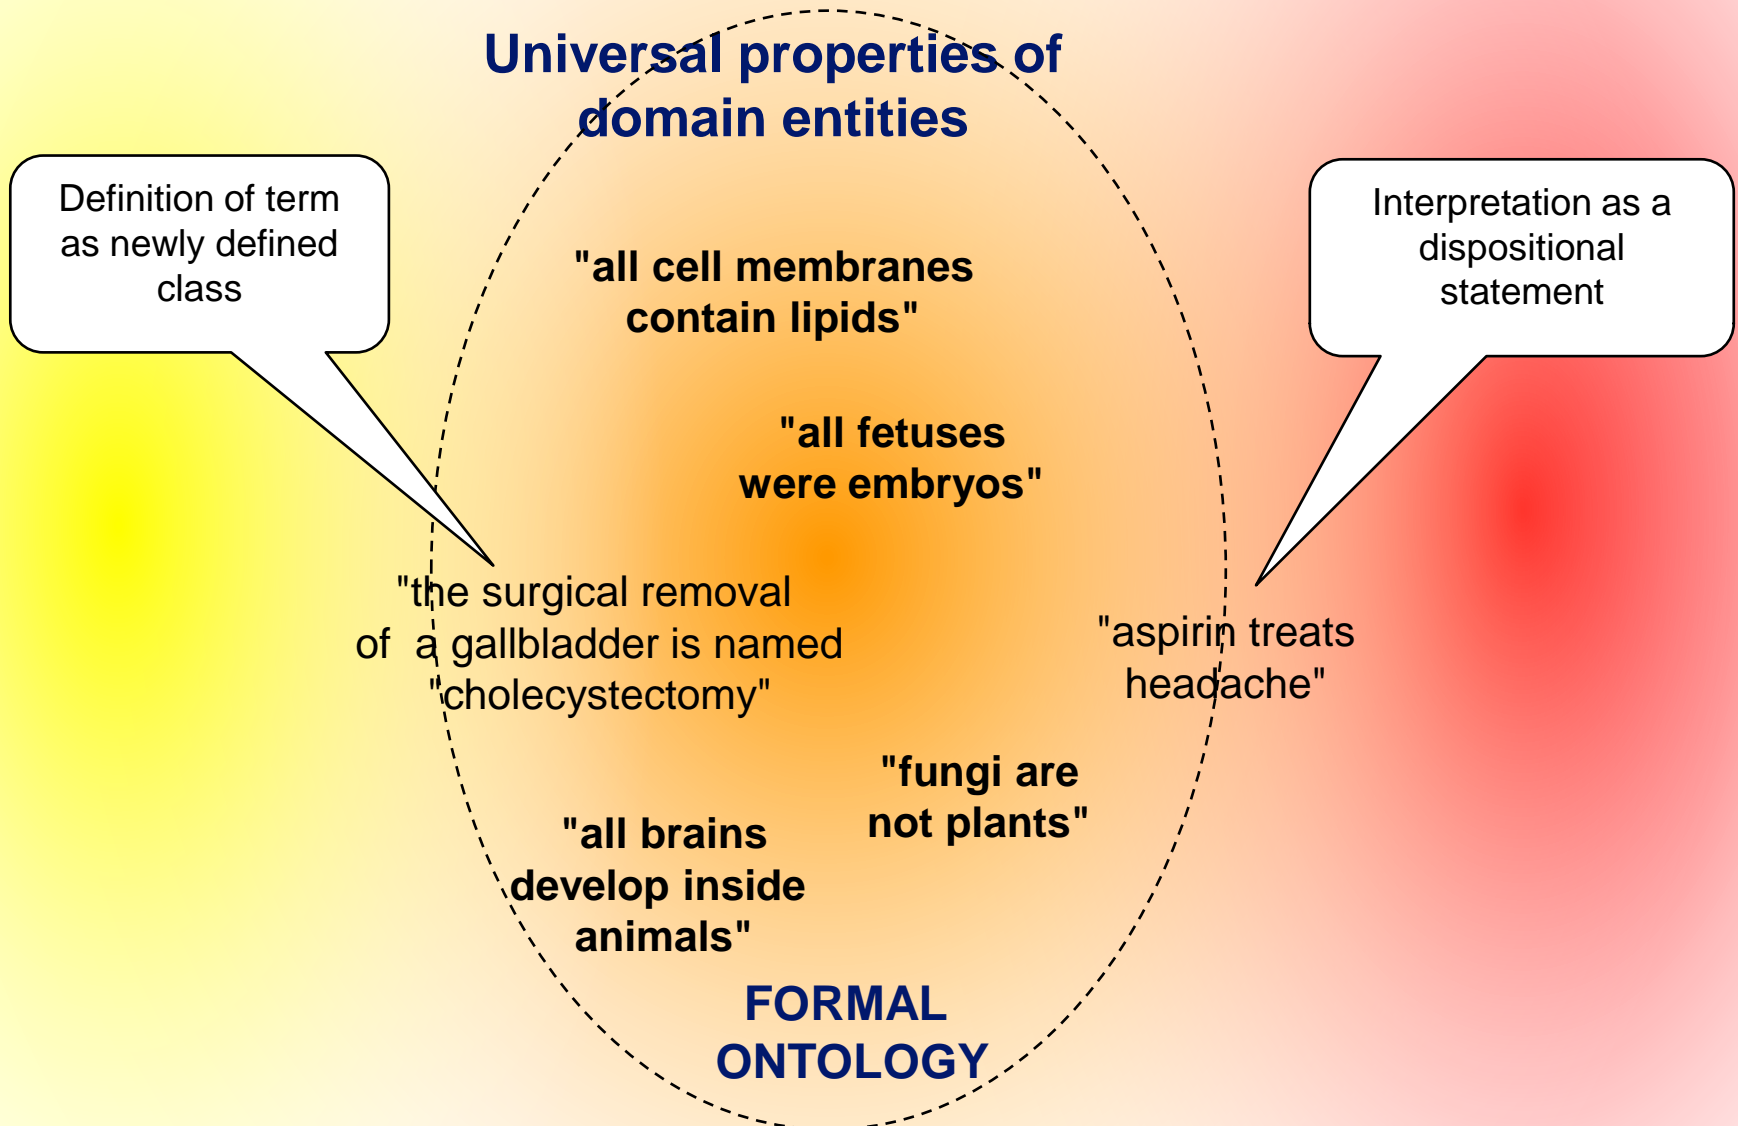 Universal properties of
domain entities
Definition of term
as newly defined
class
Interpretation as a
dispositional
statement
"all cell membranes
contain lipids"
"all fetuses
were embryos"
"the surgical removal
of  a gallbladder is named
"cholecystectomy"
"aspirin treats
headache"
"fungi are
not plants"
"all brains
develop inside
animals"
FORMAL
ONTOLOGY